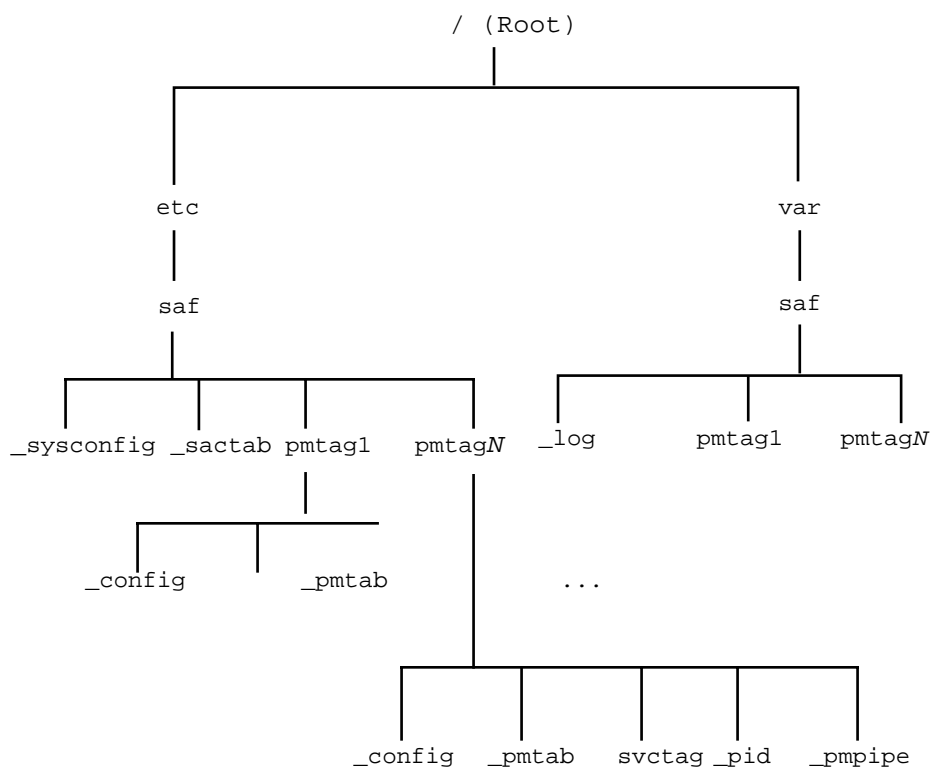 / (Root)
etc var
saf saf
_sysconfig _sactab pmtag1 pmtagN _log pmtag1 pmtagN
_config _pmtab ...
_config _pmtab svctag _pid _pmpipe